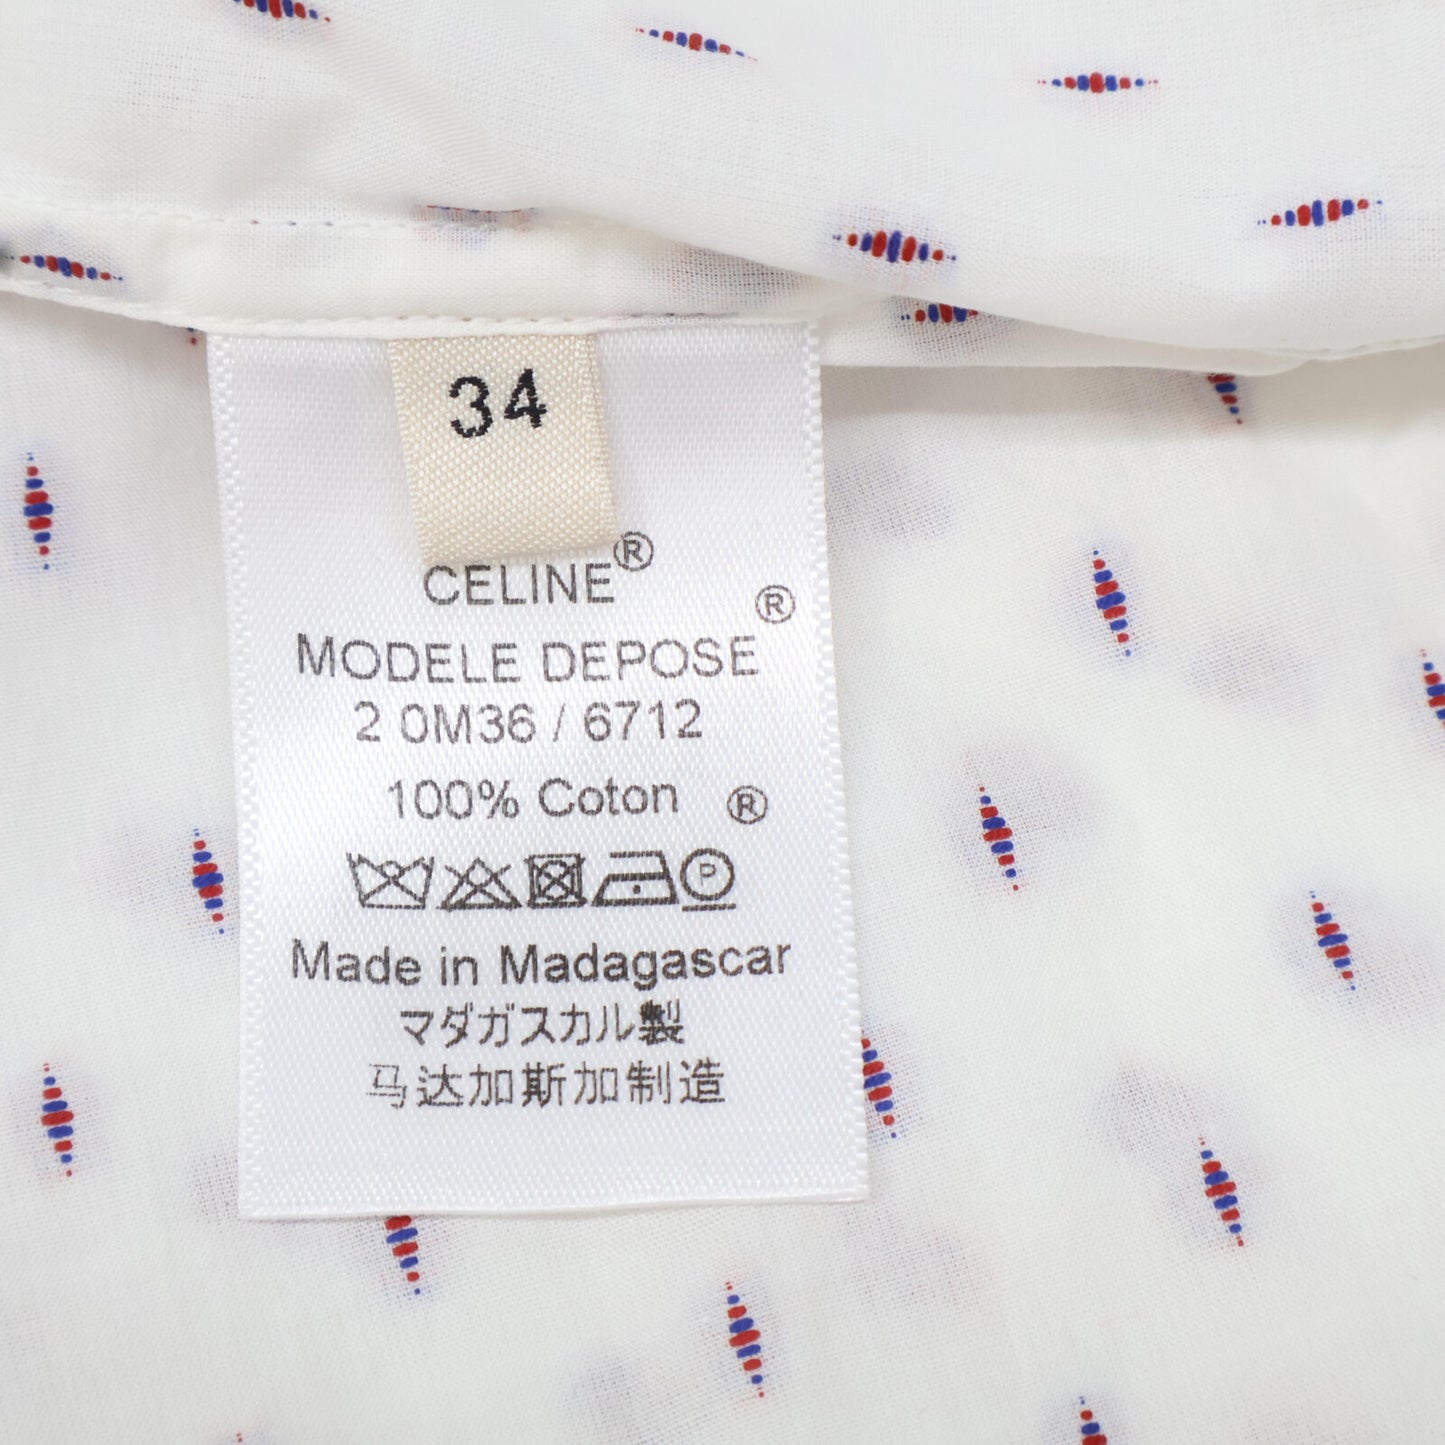 34
CELINE®
MODELE DEPOSE®
2 0M36 / 6712
100% Coton ®
P
Made in Madagascar
マダガスカル製
马达加斯加制造